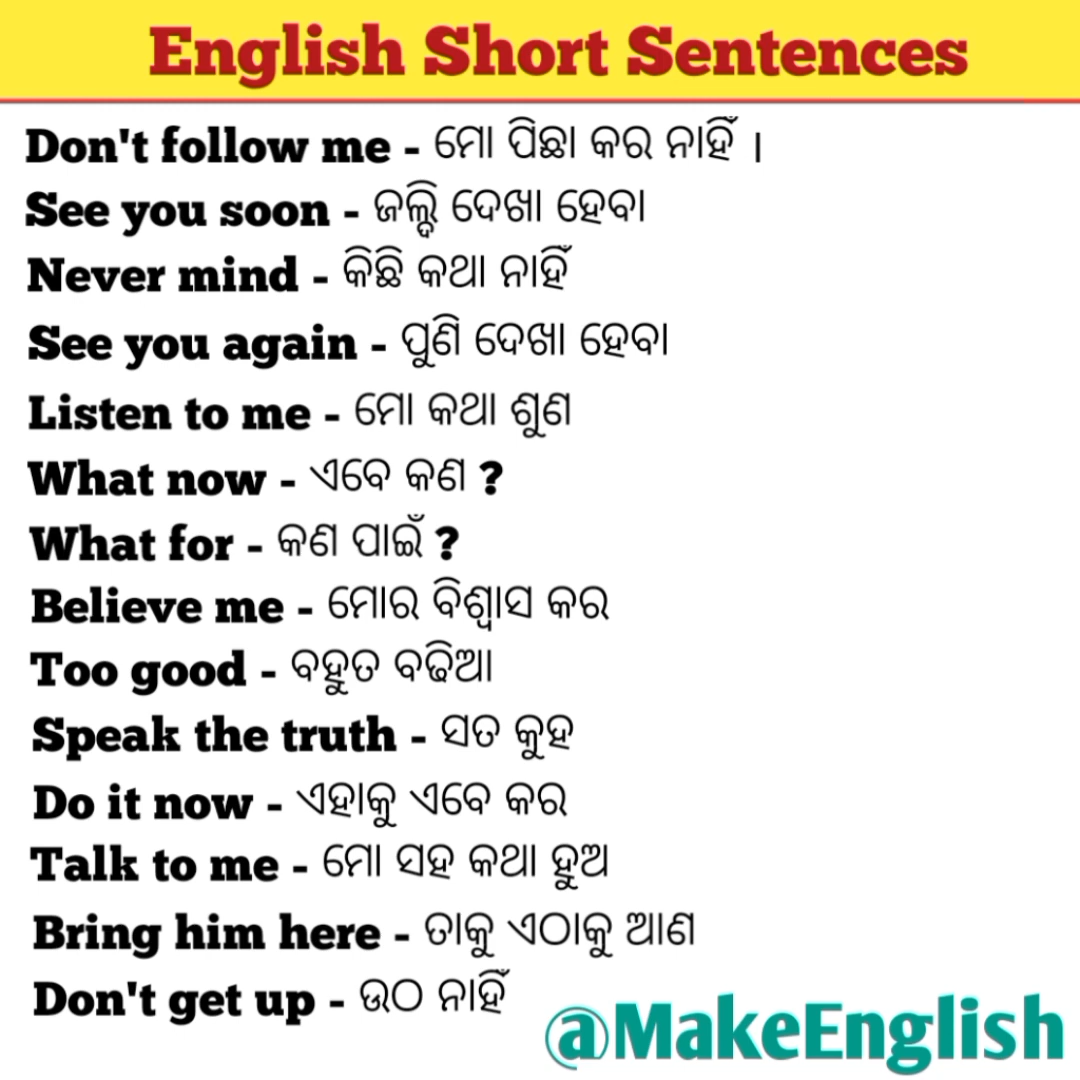 English Short Sentences
Don't follow me - ମୋ ପିଛା କର ନାହିଁ ।
See you soon - ଜଲ୍ଦି ଦେଖା ହେବା
Never mind - କିଛି କଥା ନାହିଁ
See you again - ପୁଣି ଦେଖା ହେବା
Listen to me - ମୋ କଥା ଶୁଣ
What now - ଏବେ କଣ ?
What for - କଣ ପାଇଁ ?
Believe me - ମୋର ବିଶ୍ୱାସ କର
Too good - ବହୁତ ବଢିଆ
Speak the truth - ସତ କୁହ
Do it now - ଏହାକୁ ଏବେ କର
Talk to me - ମୋ ସହ କଥା ହୁଅ
Bring him here - ତାକୁ ଏଠାକୁ ଆଣ
Don't get up - ଉଠ ନାହିଁ
@MakeEnglish